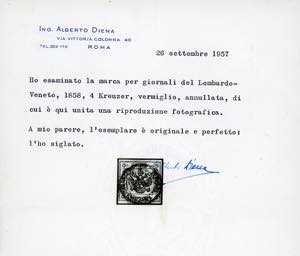 ING. ALBERTO DIENA
VIA VITTORIA COLONNA 40
TEL. 352 478
ROMA
26 settembre 1957
Ho esaminato la marca per giornali del Lombardo-
Veneto, 1858, 4 Kreuzer, vermiglio, annullata, di
cui è qui unita una riproduzione fotografica.
A mio parere, l'esemplare è originale e perfetto;
l'ho siglato.
Diena